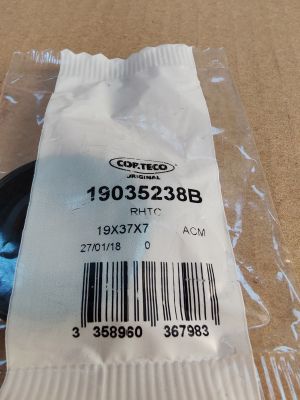 CORTECO
ORIGINAL
19035238B
RHTC
19X37X7 ACM
27/01/18 0
3 358960 367983